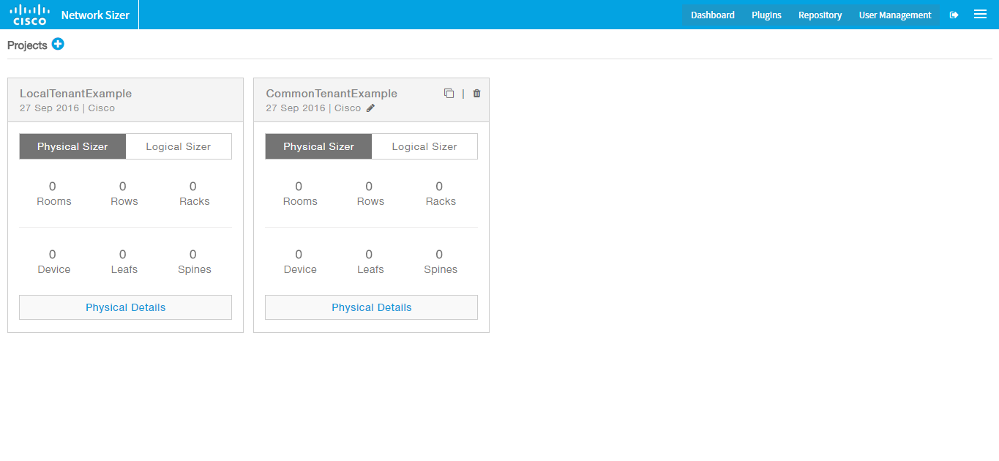 CISCO Network Sizer Dashboard Plugins Repository User Management
Projects
LocalTenantExample
27 Sep 2016 | Cisco
Physical Sizer Logical Sizer
0 0 0
Rooms Rows Racks
0 0 0
Device Leafs Spines
Physical Details
CommonTenantExample |
27 Sep 2016 | Cisco
Physical Sizer Logical Sizer
0 0 0
Rooms Rows Racks
0 0 0
Device Leafs Spines
Physical Details